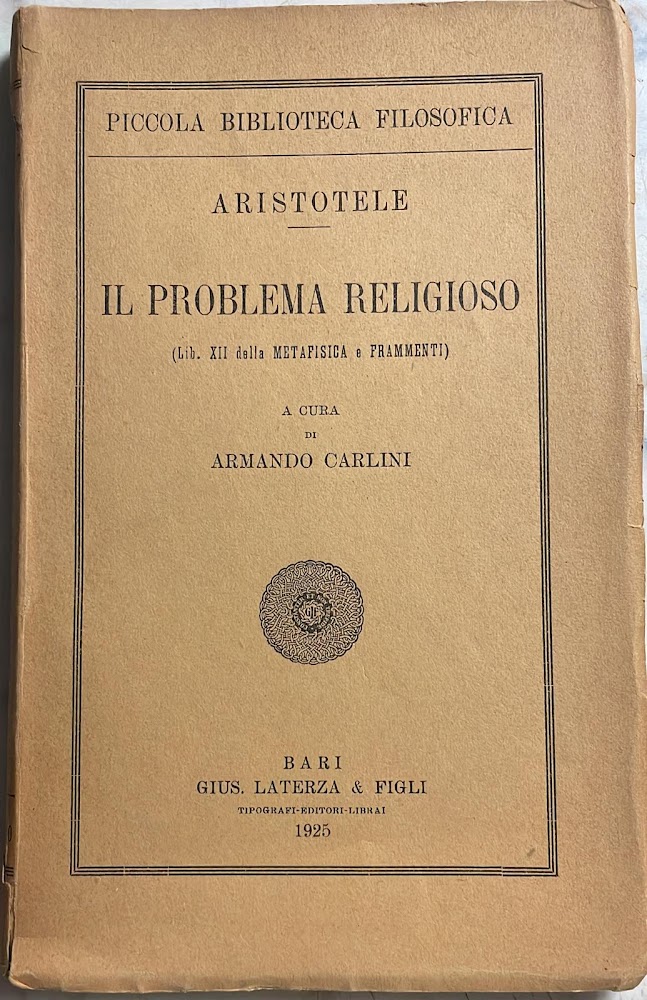 PICCOLA BIBLIOTECA FILOSOFICA
ARISTOTELE
IL PROBLEMA RELIGIOSO
(Lib. XII della METAFISICA e FRAMMENTI)
A CURA
DI
ARMANDO CARLINI
BARI
GIUS. LATERZA & FIGLI
TIPOGRAFI-EDITORI-LIBRAI
1925